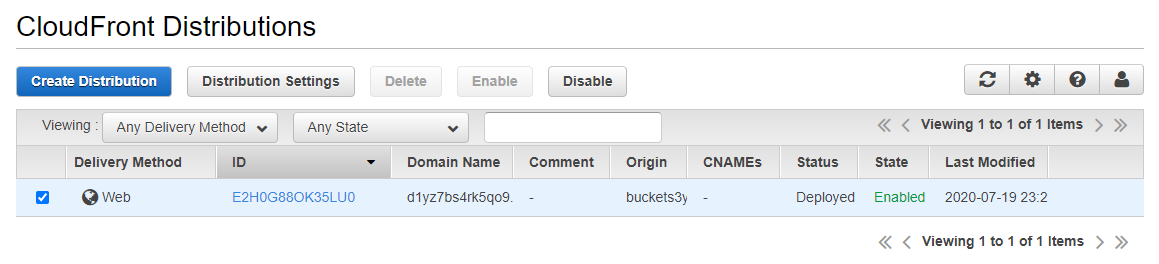 CloudFront Distributions
Create Distribution Distribution Settings Delete Enable Disable
Viewing : Any Delivery Method Any State Viewing 1 to 1 of 1 Items
Delivery Method ID Domain Name Comment Origin CNAMEs Status State Last Modified
Web E2H0G88OK35LU0 d1yz7bs4rk5qo9. - buckets3y - Deployed Enabled 2020-07-19 23:2
Viewing 1 to 1 of 1 Items